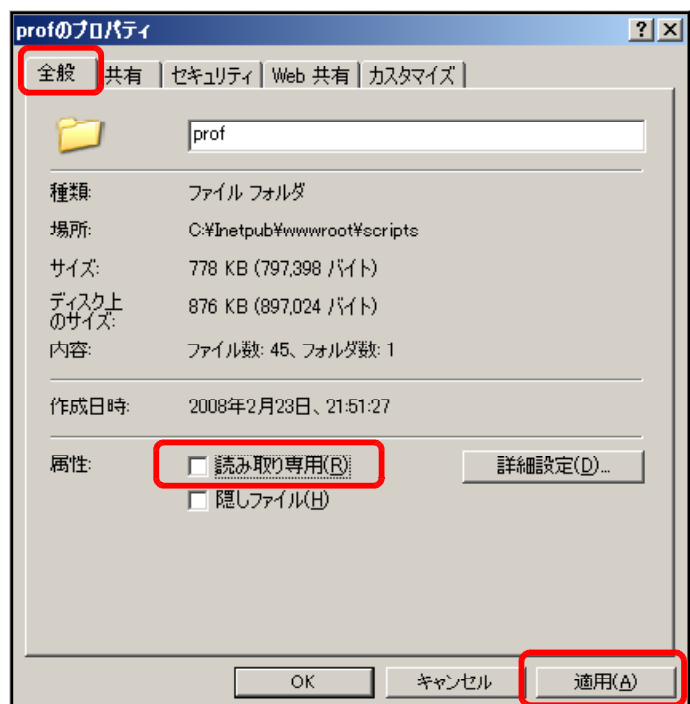 profのプロパティ
? ×
全般 共有 セキュリティ Web 共有 カスタマイズ
prof
種類: ファイル フォルダ
場所: C:¥Inetpub¥wwwroot¥scripts
サイズ: 778 KB (797,398 バイト)
ディスク上
のサイズ: 876 KB (897,024 バイト)
内容: ファイル数: 45、フォルダ数: 1
作成日時: 2008年2月23日、21:51:27
属性: 読み取り専用(R) 詳細設定(D)...
隠しファイル(H)
OK キャンセル 適用(A)